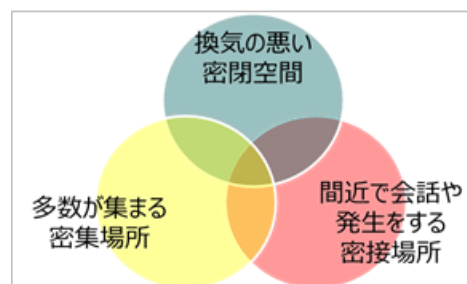 換気の悪い
密閉空間
多数が集まる
密集場所
間近で会話や
発生をする
密接場所